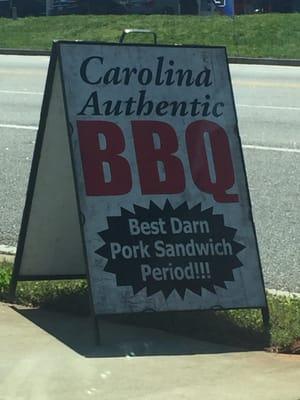 Carolina
Authentic
BBQ
Best Darn
Pork Sandwich
Period!!!